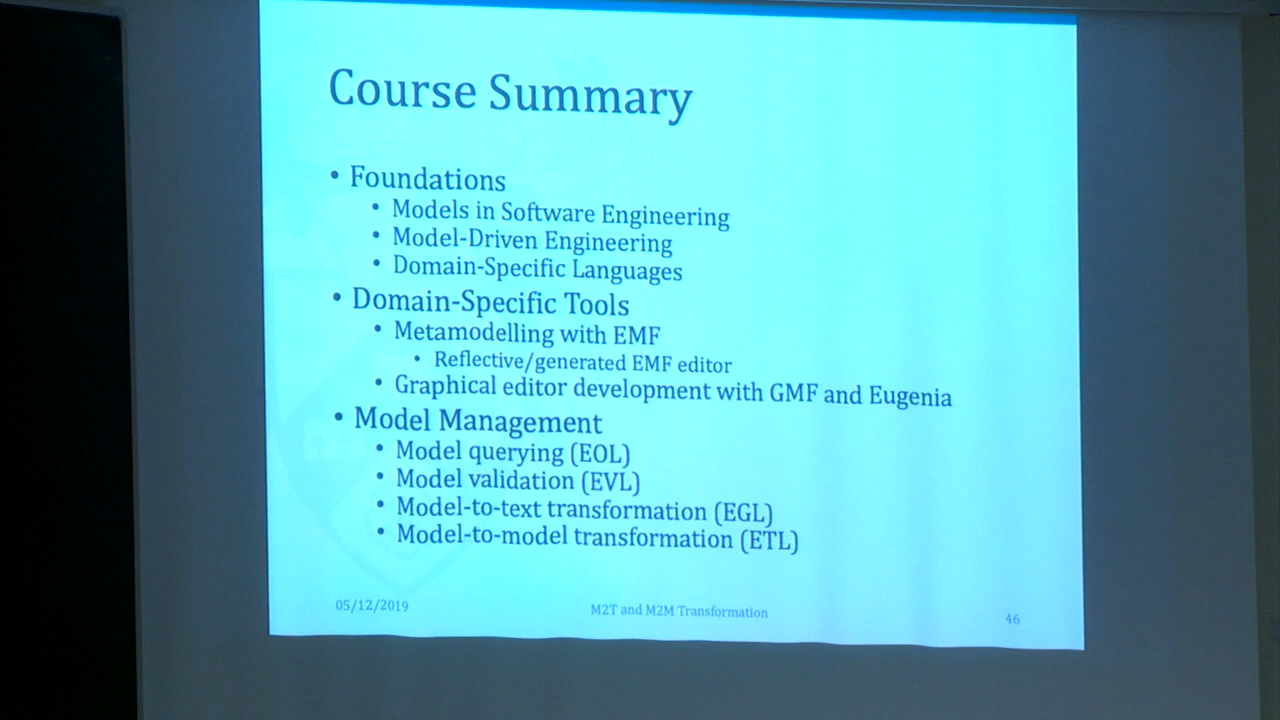 Course Summary
• Foundations
• Models in Software Engineering
• Model-Driven Engineering
• Domain-Specific Languages
• Domain-Specific Tools
• Metamodelling with EMF
• Reflective/generated EMF editor
• Graphical editor development with GMF and Eugenia
• Model Management
• Model querying (EOL)
• Model validation (EVL)
• Model-to-text transformation (EGL)
• Model-to-model transformation (ETL)
05/12/2019 M2T and M2M Transformation 46